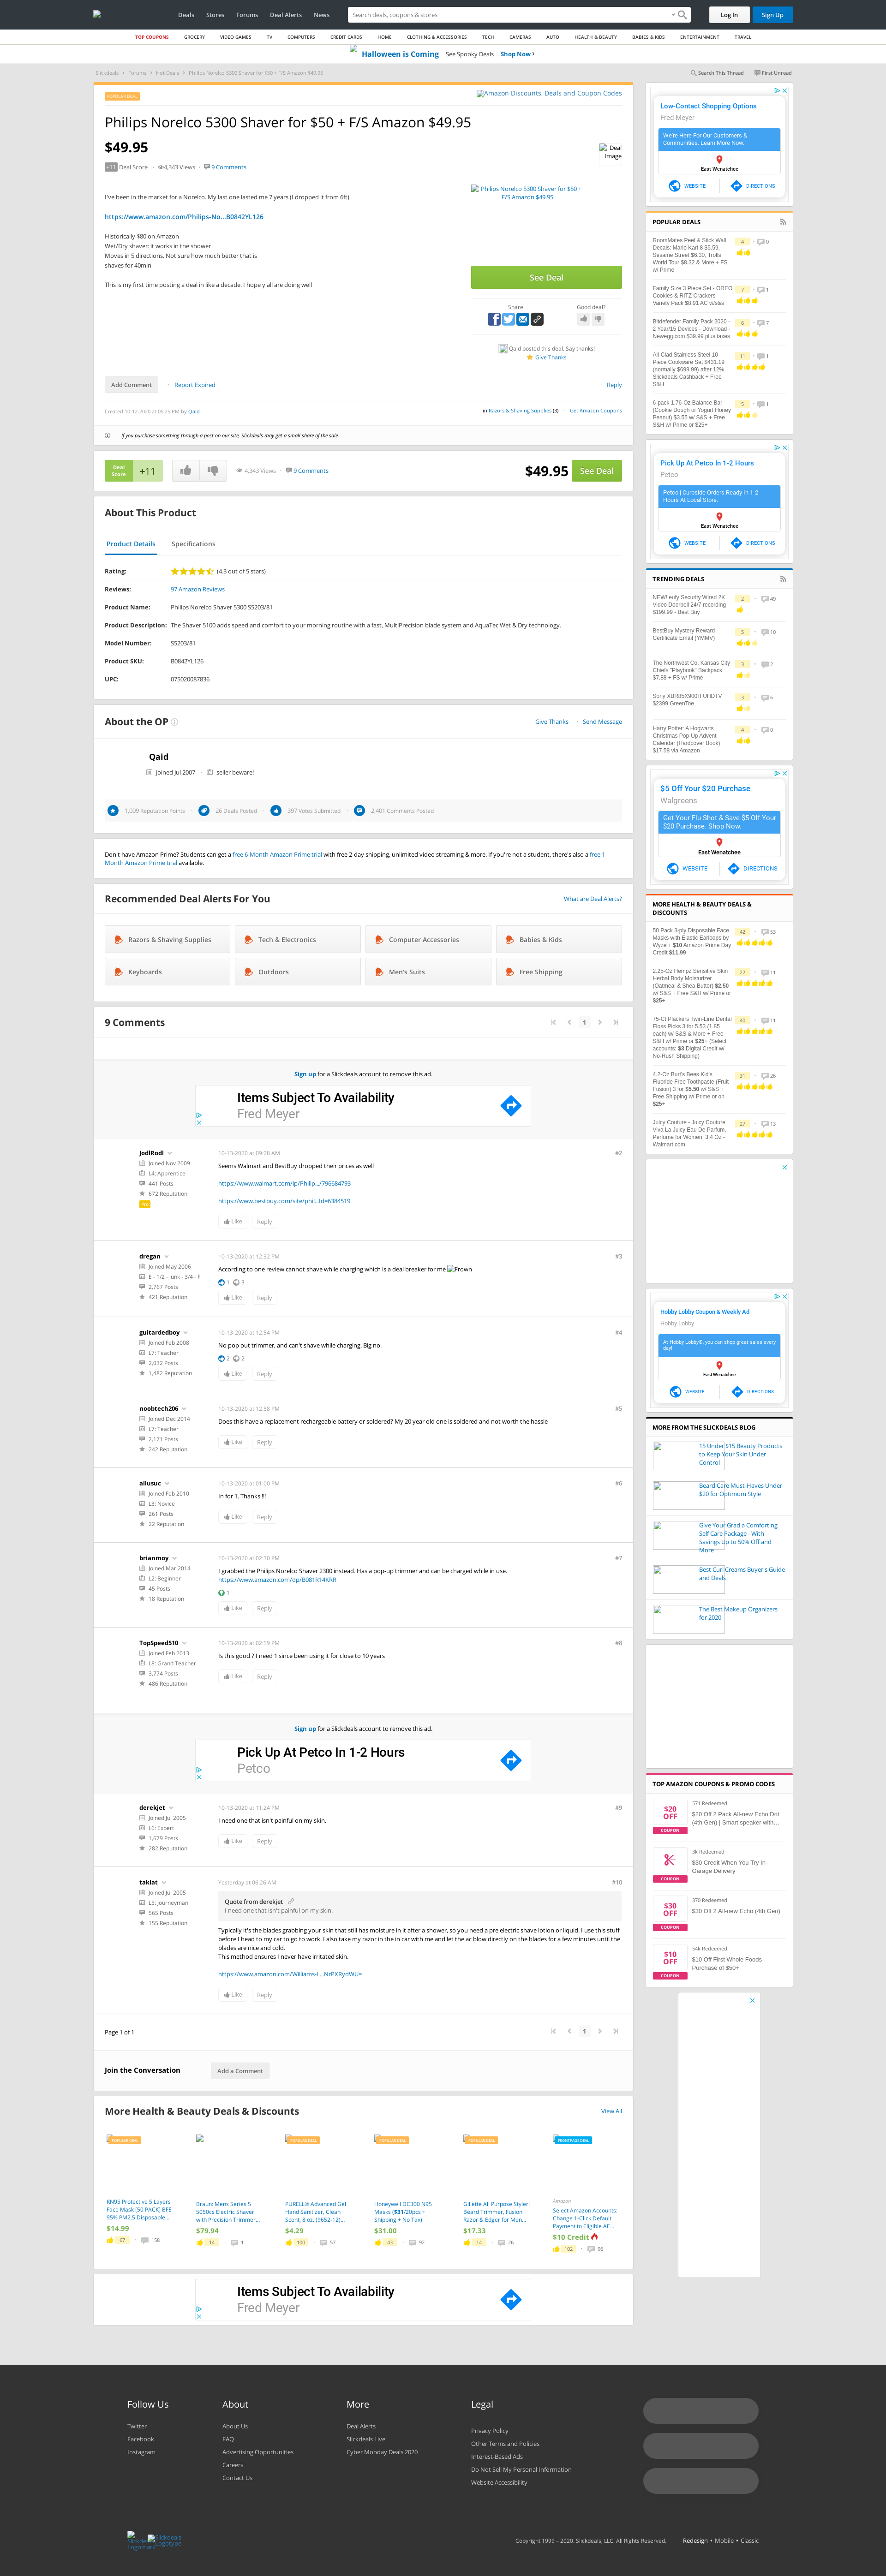 Deals Stores Forums Deal Alerts News
Search deals, coupons & stores
Log In
Sign Up
TOP COUPONS GROCERY VIDEO GAMES TV COMPUTERS CREDIT CARDS HOME CLOTHING & ACCESSORIES TECH CAMERAS AUTO HEALTH & BEAUTY BABIES & KIDS ENTERTAINMENT TRAVEL
Halloween is Coming See Spooky Deals Shop Now ›
Slickdeals › Forums › Hot Deals › Philips Norelco 5300 Shaver for $50 + F/S Amazon $49.95
Search This Thread First Unread
POPULAR DEAL
Amazon Discounts, Deals and Coupon Codes
Philips Norelco 5300 Shaver for $50 + F/S Amazon $49.95
$49.95
+11 Deal Score · 4,343 Views · 9 Comments
Deal Image
I've been in the market for a Norelco. My last one lasted me 7 years (I dropped it from 6ft)
https://www.amazon.com/Philips-No...B0842YL126
Historically $80 on Amazon
Wet/Dry shaver: it works in the shower
Moves in 5 directions. Not sure how much better that is
shaves for 40min
This is my first time posting a deal in like a decade. I hope y'all are doing well
Philips Norelco 5300 Shaver for $50 + F/S Amazon $49.95
See Deal
Share
Good deal?
Qaid posted this deal. Say thanks!
Give Thanks
Add Comment · Report Expired
· Reply
Created 10-12-2020 at 05:25 PM by Qaid
in Razors & Shaving Supplies (3) · Get Amazon Coupons
If you purchase something through a post on our site, Slickdeals may get a small share of the sale.
Deal Score +11
4,343 Views · 9 Comments
$49.95 See Deal
About This Product
Product Details Specifications
Rating: (4.3 out of 5 stars)
Reviews: 97 Amazon Reviews
Product Name: Philips Norelco Shaver 5300 S5203/81
Product Description: The Shaver 5100 adds speed and comfort to your morning routine with a fast, MultiPrecision blade system and AquaTec Wet & Dry technology.
Model Number: S5203/81
Product SKU: B0842YL126
UPC: 075020087836
About the OP
Give Thanks · Send Message
Qaid
Joined Jul 2007 · seller beware!
1,009 Reputation Points · 26 Deals Posted · 397 Votes Submitted · 2,401 Comments Posted
Don't have Amazon Prime? Students can get a free 6-Month Amazon Prime trial with free 2-day shipping, unlimited video streaming & more. If you're not a student, there's also a free 1-
Month Amazon Prime trial available.
Recommended Deal Alerts For You
What are Deal Alerts?
Razors & Shaving Supplies
Tech & Electronics
Computer Accessories
Babies & Kids
Keyboards
Outdoors
Men's Suits
Free Shipping
9 Comments
1
Sign up for a Slickdeals account to remove this ad.
Items Subject To Availability
Fred Meyer
JodlRodl
Joined Nov 2009
L4: Apprentice
441 Posts
672 Reputation
Pro
10-13-2020 at 09:28 AM
#2
Seems Walmart and BestBuy dropped their prices as well
https://www.walmart.com/ip/Philip.../796684793
https://www.bestbuy.com/site/phil...Id=6384519
Like Reply
dregan
Joined May 2006
E - 1/2 - junk - 3/4 - F
2,767 Posts
421 Reputation
10-13-2020 at 12:32 PM
#3
According to one review cannot shave while charging which is a deal breaker for me Frown
1 3
Like Reply
guitardedboy
Joined Feb 2008
L7: Teacher
2,032 Posts
1,482 Reputation
10-13-2020 at 12:54 PM
#4
No pop out trimmer, and can't shave while charging. Big no.
2 2
Like Reply
noobtech206
Joined Dec 2014
L7: Teacher
2,171 Posts
242 Reputation
10-13-2020 at 12:58 PM
#5
Does this have a replacement rechargeable battery or soldered? My 20 year old one is soldered and not worth the hassle
Like Reply
allusuc
Joined Feb 2010
L3: Novice
261 Posts
22 Reputation
10-13-2020 at 01:00 PM
#6
In for 1. Thanks !!!
Like Reply
brianmoy
Joined Mar 2014
L2: Beginner
45 Posts
18 Reputation
10-13-2020 at 02:30 PM
#7
I grabbed the Philips Norelco Shaver 2300 instead. Has a pop-up trimmer and can be charged while in use.
https://www.amazon.com/dp/B081R14KRR
1
Like Reply
TopSpeed510
Joined Feb 2013
L8: Grand Teacher
3,774 Posts
486 Reputation
10-13-2020 at 02:59 PM
#8
Is this good ? I need 1 since been using it for close to 10 years
Like Reply
Sign up for a Slickdeals account to remove this ad.
Pick Up At Petco In 1-2 Hours
Petco
derekjet
Joined Jul 2005
L6: Expert
1,679 Posts
282 Reputation
10-13-2020 at 11:24 PM
#9
I need one that isn't painful on my skin.
Like Reply
takiat
Joined Jul 2005
L5: Journeyman
565 Posts
155 Reputation
Yesterday at 06:26 AM
#10
Quote from derekjet
I need one that isn't painful on my skin.
Typically it's the blades grabbing your skin that still has moisture in it after a shower, so you need a pre electric shave lotion or liquid. I use this stuff
before I head to my car to go to work. I also take my razor in the in car with me and let the ac blow directly on the blades for a few minutes until the
blades are nice and cold.
This method ensures I never have irritated skin.
https://www.amazon.com/Williams-L...NrPXRydWU=
Like Reply
Page 1 of 1
1
Join the Conversation
Add a Comment
More Health & Beauty Deals & Discounts
View All
KN95 Protective 5 Layers Face Mask [50 PACK] BFE 95% PM2.5 Disposable...
$14.99
67 · 158
Braun: Mens Series 5 5050cs Electric Shaver with Precision Trimmer...
$79.94
14 · 1
PURELL® Advanced Gel Hand Sanitizer, Clean Scent, 8 oz. (9652-12)...
$4.29
100 · 57
Honeywell DC300 N95 Masks ($31/20pcs + Shipping + No Tax)
$31.00
43 · 92
Gillette All Purpose Styler: Beard Trimmer, Fusion Razor & Edger for Men...
$17.33
14 · 26
FRONTPAGE DEAL
Amazon
Select Amazon Accounts: Change 1-Click Default Payment to Eligible AE...
$10 Credit
102 · 96
Items Subject To Availability
Fred Meyer
Low-Contact Shopping Options
Fred Meyer
We're Here For Our Customers & Communities. Learn More Now.
East Wenatchee
WEBSITE DIRECTIONS
POPULAR DEALS
RoomMates Peel & Stick Wall Decals: Mario Kart 8 $5.59, Sesame Street $6.30, Trolls World Tour $8.32 & More + FS w/ Prime
4 · 0
Family Size 3 Piece Set - OREO Cookies & RITZ Crackers Variety Pack $8.91 AC w/s&s
7 · 1
Bitdefender Family Pack 2020 - 2 Year/15 Devices - Download - Newegg.com $39.99 plus taxes
6 · 7
All-Clad Stainless Steel 10-Piece Cookware Set $431.19 (normally $699.99) after 12% Slickdeals Cashback + Free S&H
11 · 1
6-pack 1.76-Oz Balance Bar (Cookie Dough or Yogurt Honey Peanut) $3.55 w/ S&S + Free S&H w/ Prime or $25+
5 · 1
Pick Up At Petco In 1-2 Hours
Petco
Petco | Curbside Orders Ready In 1-2 Hours At Local Store.
East Wenatchee
WEBSITE DIRECTIONS
TRENDING DEALS
NEW! eufy Security Wired 2K Video Doorbell 24/7 recording $199.99 - Best Buy
2 · 49
BestBuy Mystery Reward Certificate Email (YMMV)
5 · 10
The Northwest Co. Kansas City Chiefs "Playbook" Backpack $7.88 + FS w/ Prime
3 · 2
Sony XBR85X900H UHDTV $2399 GreenToe
3 · 6
Harry Potter: A Hogwarts Christmas Pop-Up Advent Calendar (Hardcover Book) $17.58 via Amazon
4 · 0
$5 Off Your $20 Purchase
Walgreens
Get Your Flu Shot & Save $5 Off Your $20 Purchase. Shop Now.
East Wenatchee
WEBSITE DIRECTIONS
MORE HEALTH & BEAUTY DEALS & DISCOUNTS
50 Pack 3-ply Disposable Face Masks with Elastic Earloops by Wyze + $10 Amazon Prime Day Credit $11.99
42 · 53
2.25-Oz Hempz Sensitive Skin Herbal Body Moisturizer (Oatmeal & Shea Butter) $2.50 w/ S&S + Free S&H w/ Prime or $25+
22 · 11
75-Ct Plackers Twin-Line Dental Floss Picks 3 for 5.53 (1.85 each) w/ S&S & More + Free S&H w/ Prime or $25+ (Select accounts: $3 Digital Credit w/ No-Rush Shipping)
40 · 11
4.2-Oz Burt's Bees Kid's Fluoride Free Toothpaste (Fruit Fusion) 3 for $5.50 w/ S&S + Free Shipping w/ Prime or on $25+
31 · 26
Juicy Couture - Juicy Couture Viva La Juicy Eau De Parfum, Perfume for Women, 3.4 Oz - Walmart.com
27 · 13
Hobby Lobby Coupon & Weekly Ad
Hobby Lobby
At Hobby Lobby®, you can shop great sales every day!
East Wenatchee
WEBSITE DIRECTIONS
MORE FROM THE SLICKDEALS BLOG
15 Under $15 Beauty Products to Keep Your Skin Under Control
Beard Care Must-Haves Under $20 for Optimum Style
Give Your Grad a Comforting Self Care Package - With Savings Up to 50% Off and More
Best Curl Creams Buyer's Guide and Deals
The Best Makeup Organizers for 2020
TOP AMAZON COUPONS & PROMO CODES
$20 OFF COUPON
571 Redeemed
$20 Off 2 Pack All-new Echo Dot (4th Gen) | Smart speaker with...
COUPON
3k Redeemed
$30 Credit When You Try In-Garage Delivery
$30 OFF COUPON
370 Redeemed
$30 Off 2 All-new Echo (4th Gen)
$10 OFF COUPON
54k Redeemed
$10 Off First Whole Foods Purchase of $50+
Follow Us
Twitter
Facebook
Instagram
About
About Us
FAQ
Advertising Opportunities
Careers
Contact Us
More
Deal Alerts
Slickdeals Live
Cyber Monday Deals 2020
Legal
Privacy Policy
Other Terms and Policies
Interest-Based Ads
Do Not Sell My Personal Information
Website Accessibility
Slickdeals Logotype
Copyright 1999 – 2020. Slickdeals, LLC. All Rights Reserved. Redesign • Mobile • Classic